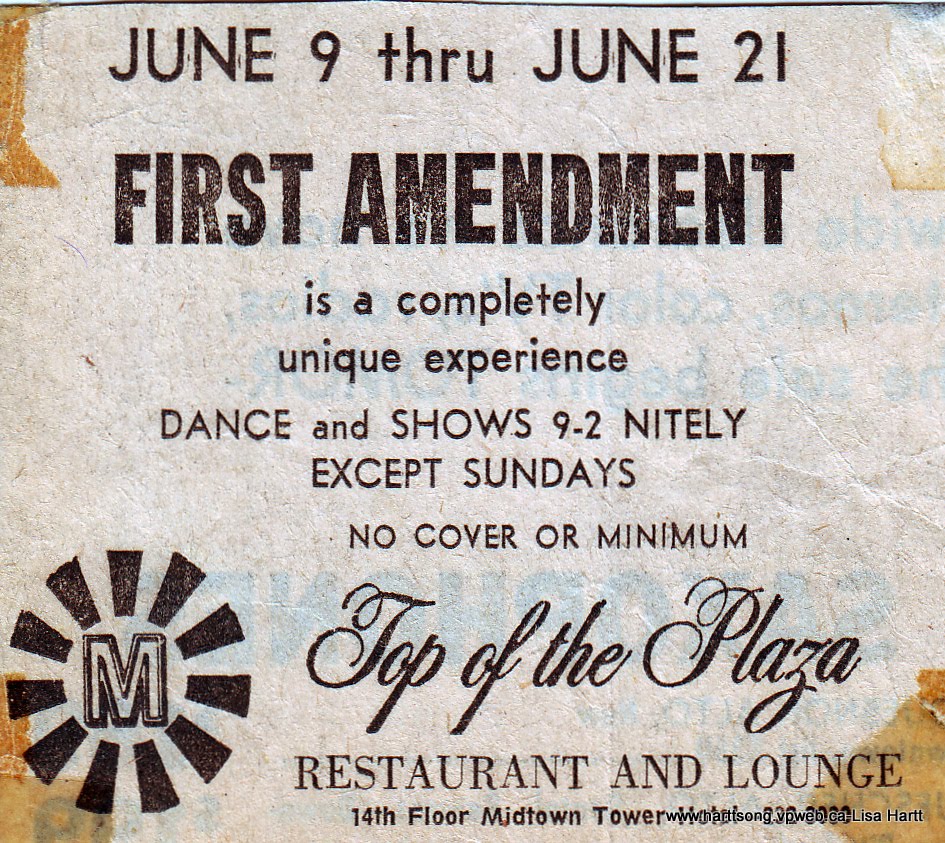 JUNE 9 thru JUNE 21
FIRST AMENDMENT
is a completely
unique experience
DANCE and SHOWS 9-2 NITELY
EXCEPT SUNDAYS
NO COVER OR MINIMUM
M
Top of the Plaza
RESTAURANT AND LOUNGE
14th Floor Midtown Tower Hotel
www.harttsong.vpweb.ca-Lisa Hartt